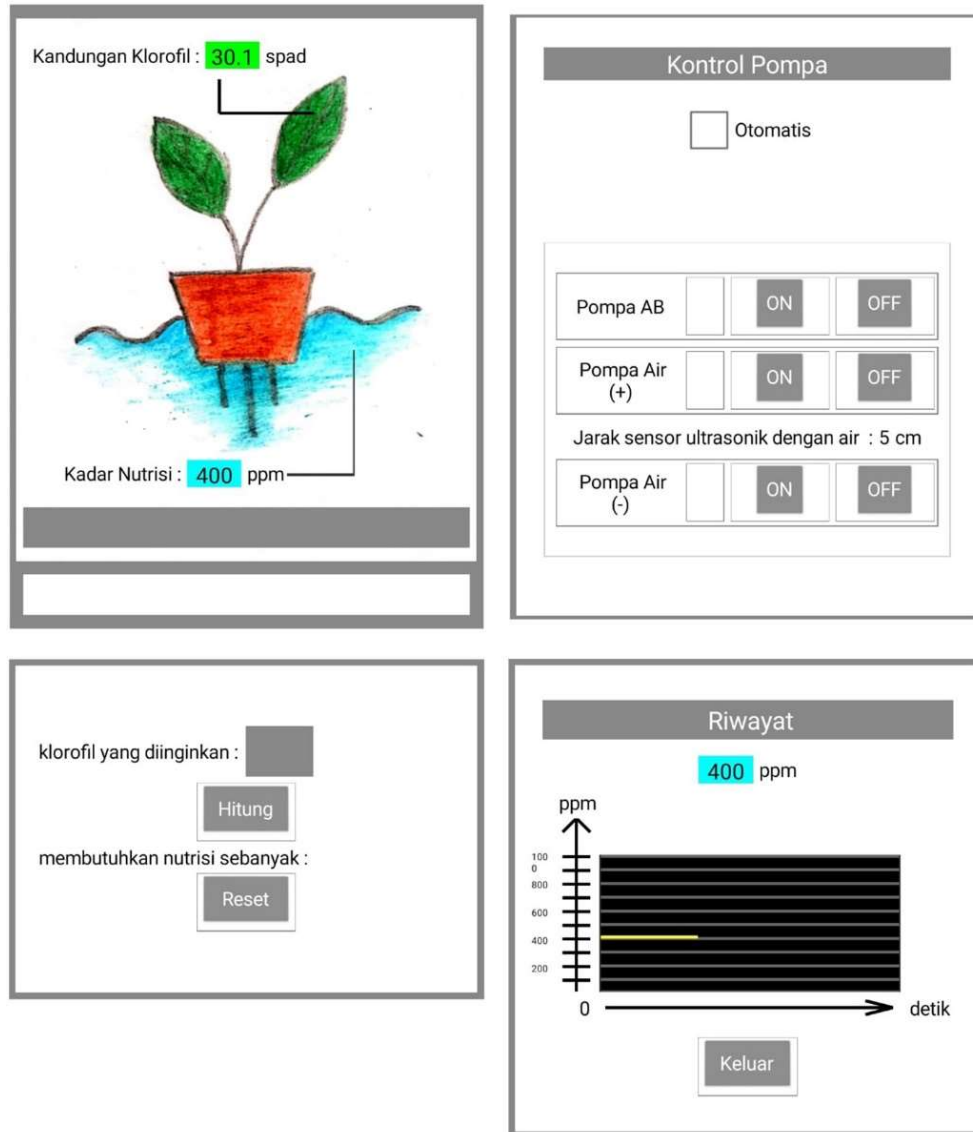 Kandungan Klorofil : 30.1 spad
Kadar Nutrisi : 400 ppm
Kontrol Pompa
Otomatis
Pompa AB ON OFF
Pompa Air
(+) ON OFF
Jarak sensor ultrasonik dengan air : 5 cm
Pompa Air
(-) ON OFF
klorofil yang diinginkan :
Hitung
membutuhkan nutrisi sebanyak :
Reset
Riwayat
400 ppm
ppm
100
0
800
600
400
200
0 detik
Keluar